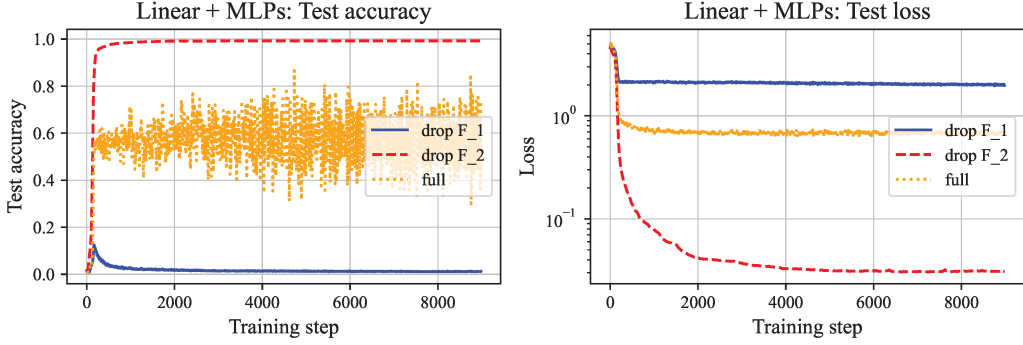 Linear + MLPs: Test accuracy
Test accuracy
1.0
0.8
0.6
0.4
0.2
0.0
drop F_1
drop F_2
full
0 2000 4000 6000 8000
Training step
Linear + MLPs: Test loss
Loss
10⁰
10⁻¹
drop F_1
drop F_2
full
0 2000 4000 6000 8000
Training step